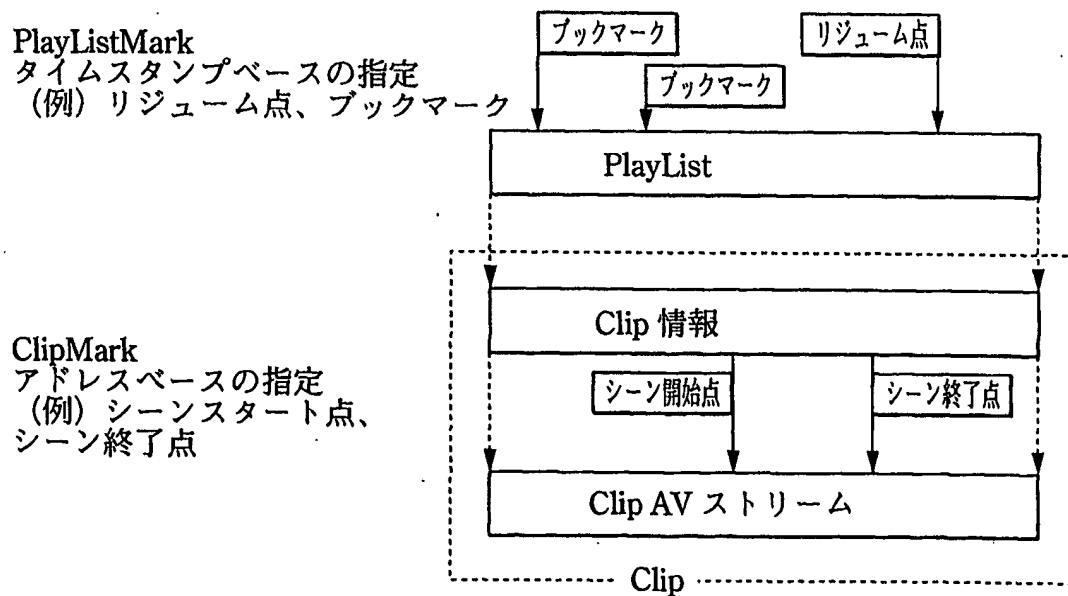 PlayListMark
タイムスタンプベースの指定
（例）リジューム点、ブックマーク
ブックマーク
リジューム点
ブックマーク
PlayList
Clip 情報
ClipMark
アドレスベースの指定
（例）シーンスタート点、
シーン終了点
シーン開始点
シーン終了点
Clip AV ストリーム
Clip